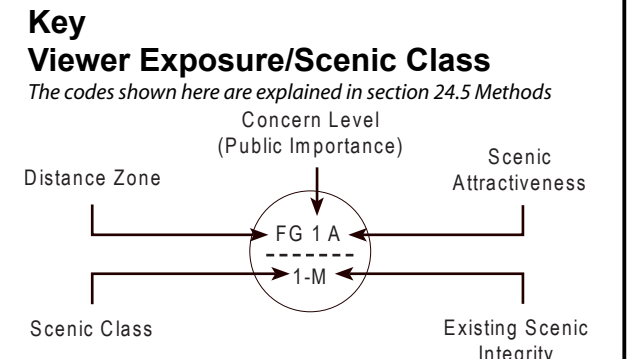 Key
Viewer Exposure/Scenic Class
The codes shown here are explained in section 24.5 Methods
Concern Level
(Public Importance)
Scenic
Attractiveness
Distance Zone
FG 1 A
1-M
Scenic Class
Existing Scenic
Integrity